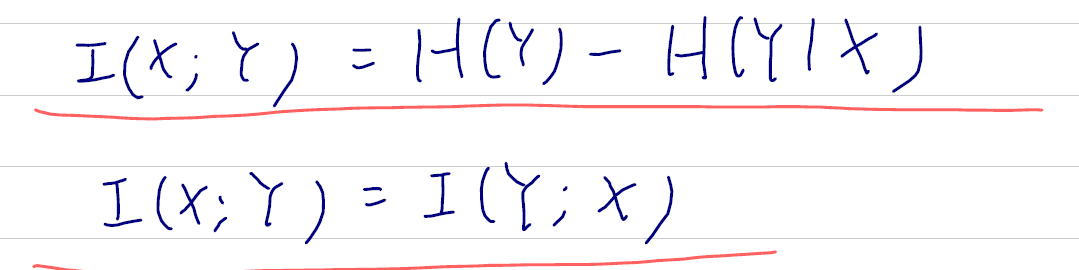 I(X; Y) = H(Y) - H(Y|X)
I(X; Y) = I(Y; X)